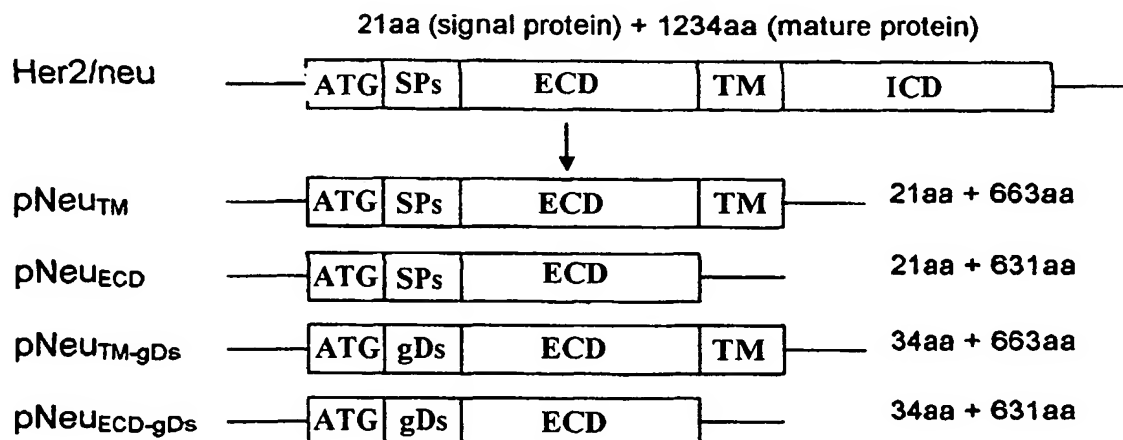 21aa (signal protein) + 1234aa (mature protein)
Her2/neu ATG SPs ECD TM ICD
pNeuTM ATG SPs ECD TM 21aa + 663aa
pNeuECD ATG SPs ECD 21aa + 631aa
pNeuTM-gDs ATG gDs ECD TM 34aa + 663aa
pNeuECD-gDs ATG gDs ECD 34aa + 631aa